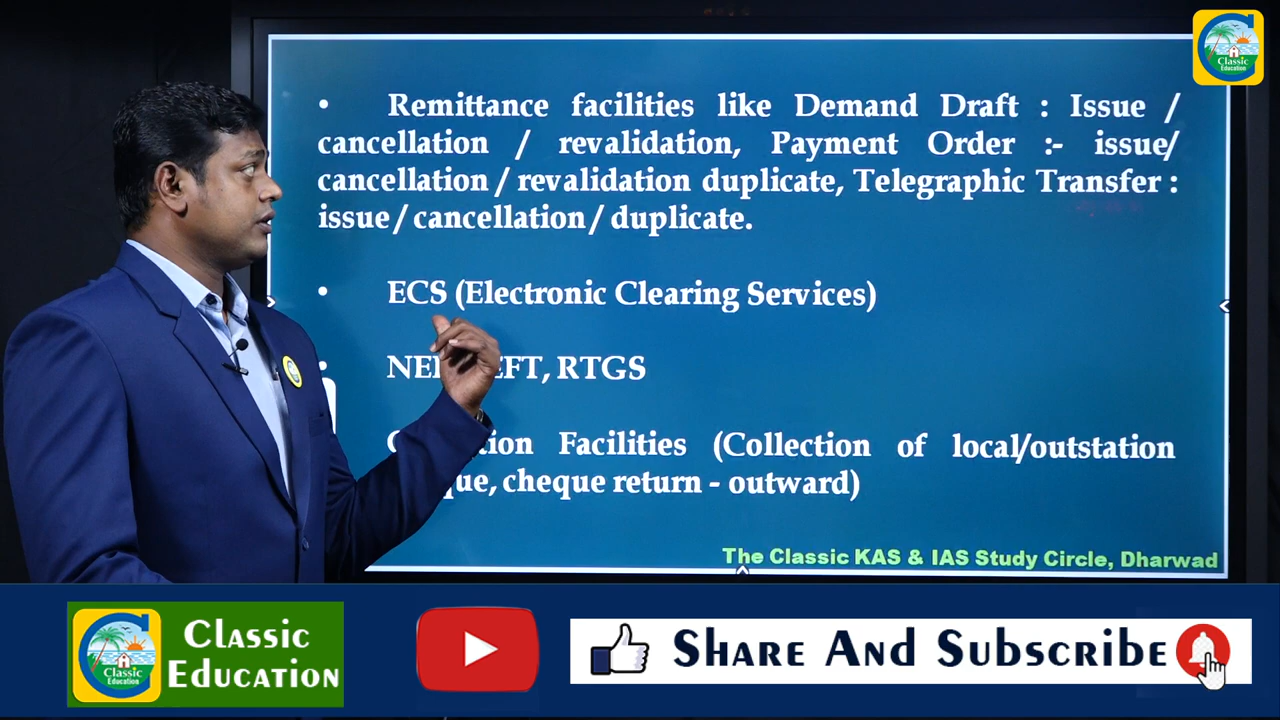 Classic
Education
• Remittance facilities like Demand Draft : Issue /
cancellation / revalidation, Payment Order :- issue/
cancellation / revalidation duplicate, Telegraphic Transfer :
issue / cancellation / duplicate.
• ECS (Electronic Clearing Services)
RTGS
Facilities (Collection of local/outstation
cheque return - outward)
The Classic KAS & IAS Study Circle, Dharwad
Classic
Education
CLASSIC
EDUCATION
SHARE AND SUBSCRIBE